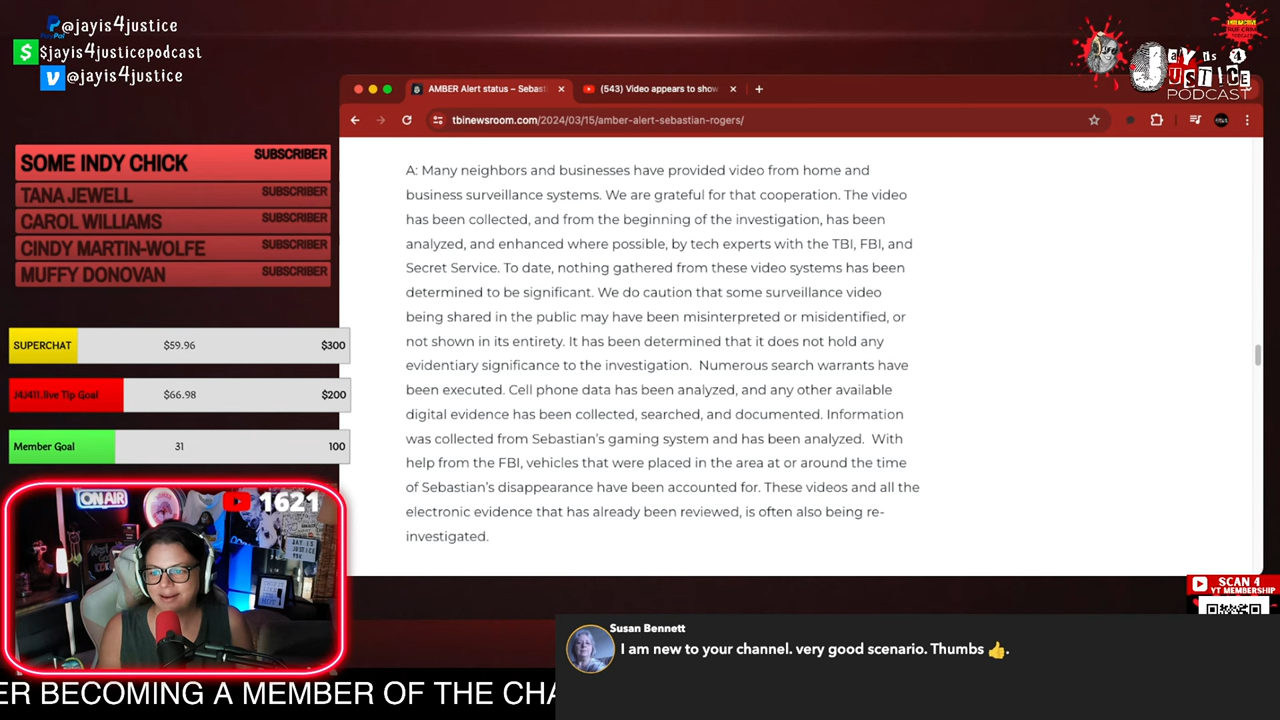 PayPal @jayis4justice
$ $jayis4justicepodcast
@jayis4justice
JAY IS 4
JUSTICE
PODCAST
AMBER Alert status – Sebasti
(543) Video appears to show
tbinewsroom.com/2024/03/15/amber-alert-sebastian-rogers/
SOME INDY CHICK SUBSCRIBER
TANA JEWELL SUBSCRIBER
CAROL WILLIAMS SUBSCRIBER
CINDY MARTIN-WOLFE SUBSCRIBER
MUFFY DONOVAN SUBSCRIBER
SUPERCHAT $59.96 $300
J4J411.live Tip Goal $66.98 $200
Member Goal 31 100
A: Many neighbors and businesses have provided video from home and
business surveillance systems. We are grateful for that cooperation. The video
has been collected, and from the beginning of the investigation, has been
analyzed, and enhanced where possible, by tech experts with the TBI, FBI, and
Secret Service. To date, nothing gathered from these video systems has been
determined to be significant. We do caution that some surveillance video
being shared in the public may have been misinterpreted or misidentified, or
not shown in its entirety. It has been determined that it does not hold any
evidentiary significance to the investigation.  Numerous search warrants have
been executed. Cell phone data has been analyzed, and any other available
digital evidence has been collected, searched, and documented. Information
was collected from Sebastian's gaming system and has been analyzed.  With
help from the FBI, vehicles that were placed in the area at or around the time
of Sebastian's disappearance have been accounted for. These videos and all the
electronic evidence that has already been reviewed, is often also being re-
investigated.
ON AIR
1621
SCAN 4
YT MEMBERSHIP
Susan Bennett
I am new to your channel. very good scenario. Thumbs 👍.
ER BECOMING A MEMBER OF THE CHA